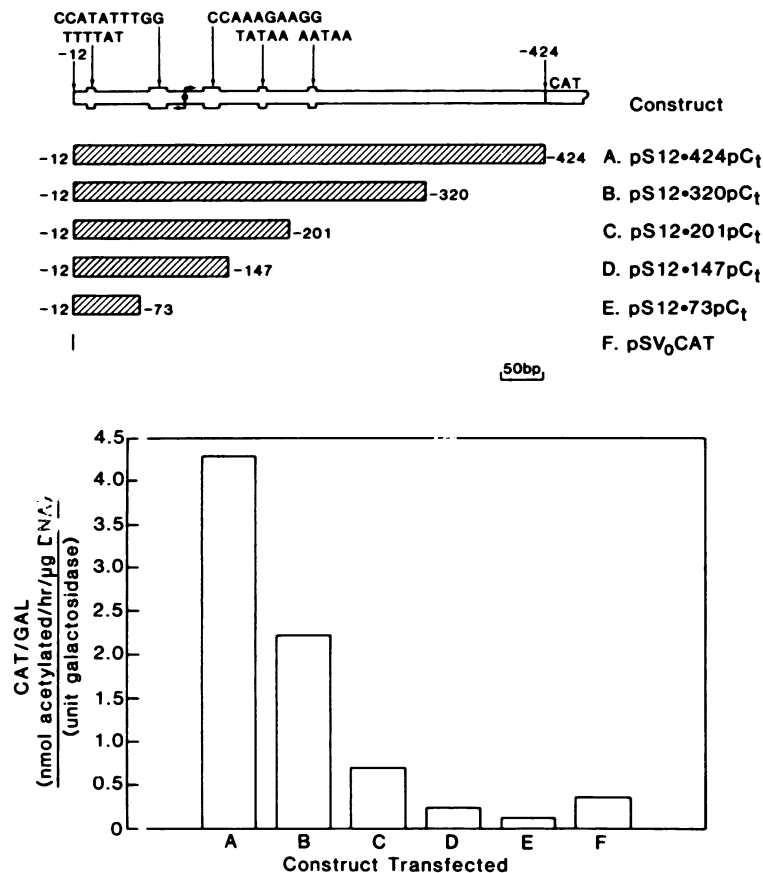 CCATATTTGG CCAAAGAAGG
TTTTAT TATAA AATAA
-12 -424
CAT
Construct
-12 -424 A. pS12•424pCt
-12 -320 B. pS12•320pCt
-12 -201 C. pS12•201pCt
-12 -147 D. pS12•147pCt
-12 -73 E. pS12•73pCt
F. pSV0CAT
50bp
4.5
4.0
3.5
3.0
2.5
2.0
1.5
1.0
0.5
0
CAT/GAL
(nmol acetylated/hr/µg DNA)
(unit galactosidase)
A B C D E F
Construct Transfected